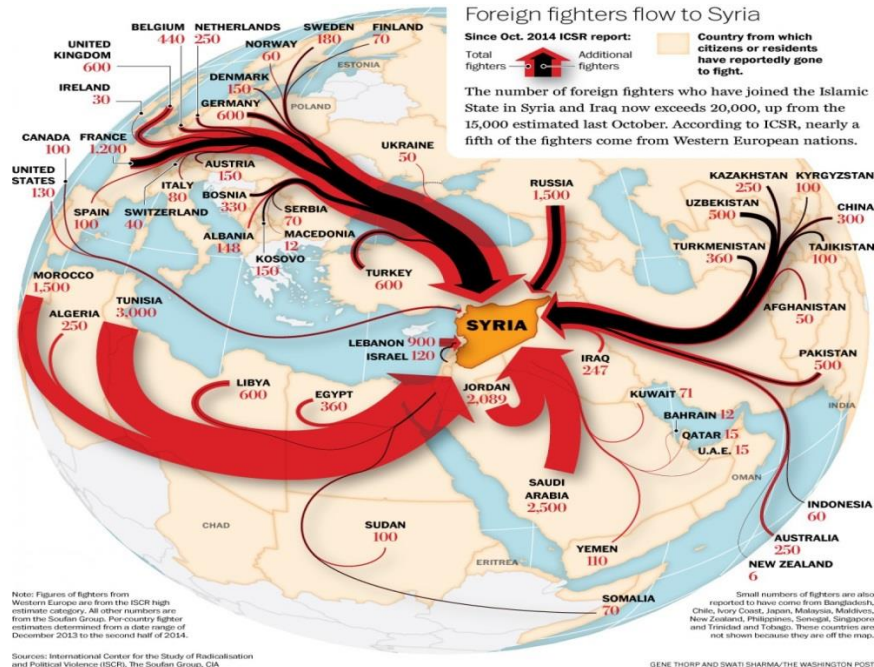 Foreign fighters flow to Syria
Since Oct. 2014 ICSR report:
Total fighters
Additional fighters
Country from which
citizens or residents
have reportedly gone
to fight.
The number of foreign fighters who have joined the Islamic
State in Syria and Iraq now exceeds 20,000, up from the
15,000 estimated last October. According to ICSR, nearly a
fifth of the fighters come from Western European nations.
BELGIUM
440
NETHERLANDS
250
SWEDEN
180
FINLAND
70
UNITED
KINGDOM
600
NORWAY
60
ESTONIA
IRELAND
30
DENMARK
150
GERMANY
600
POLAND
CANADA
100
FRANCE
1,200
UNITED
STATES
130
AUSTRIA
150
UKRAINE
50
ITALY
80
BOSNIA
330
SPAIN
100
SWITZERLAND
40
SERBIA
70
ALBANIA
148
MACEDONIA
12
KOSOVO
150
RUSSIA
1,500
KAZAKHSTAN
250
KYRGYZSTAN
100
UZBEKISTAN
500
CHINA
300
TURKMENISTAN
360
TAJIKISTAN
100
MOROCCO
1,500
ALGERIA
250
TUNISIA
3,000
TURKEY
600
AFGHANISTAN
50
SYRIA
LEBANON 900
ISRAEL 120
IRAQ
247
PAKISTAN
500
LIBYA
600
EGYPT
360
JORDAN
2,089
KUWAIT 71
BAHRAIN 12
QATAR 15
U.A.E. 15
INDIA
OMAN
SAUDI
ARABIA
2,500
INDONESIA
60
CHAD
SUDAN
100
ERITREA
YEMEN
110
AUSTRALIA
250
NEW ZEALAND
6
SOMALIA
70
Note: Figures of fighters from
Western Europe are from the ISCR high
estimate category. All other numbers are
from the Soufan Group. Per-country fighter
estimates determined from a date range of
December 2013 to the second half of 2014.
Small numbers of fighters are also
reported to have come from Bangladesh,
Chile, Ivory Coast, Japan, Malaysia, Maldives,
New Zealand, Philippines, Senegal, Singapore
and Trinidad and Tobago. These countries are
not shown because they are off the map.
Sources: International Center for the Study of Radicalisation
and Political Violence (ISCR), The Soufan Group, CIA
GENE THORP AND SWATI SHARMA/THE WASHINGTON POST